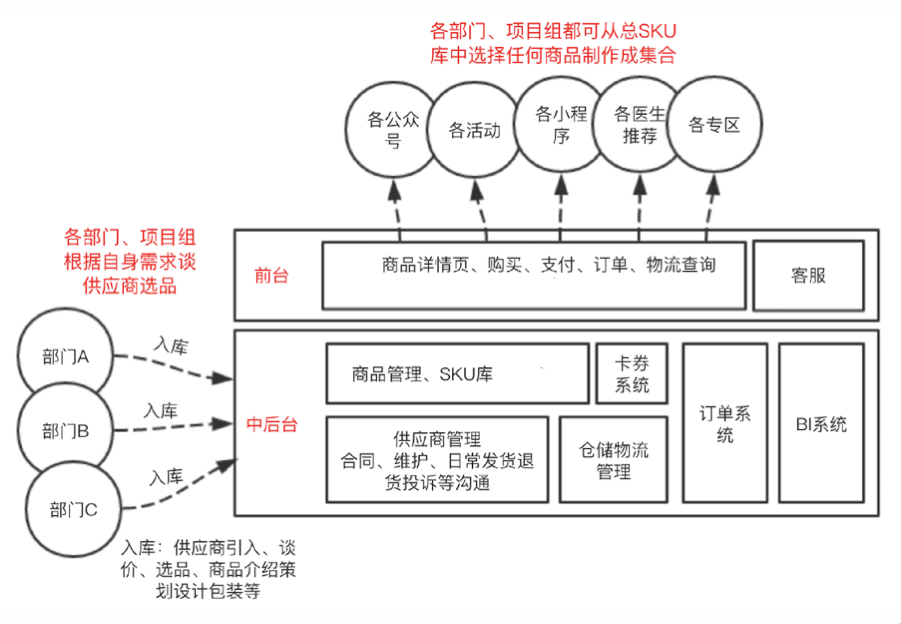 各部门、项目组都可从总SKU
库中选择任何商品制作成集合
各公众
号
各活动
各小程
序
各医生
推荐
各专区
各部门、项目组
根据自身需求谈
供应商选品
前台
商品详情页、购买、支付、订单、物流查询
客服
部门A
入库
部门B
入库
部门C
入库
中后台
商品管理、SKU库
卡券
系统
供应商管理
合同、维护、日常发货退
货投诉等沟通
仓储物流
管理
订单系
统
BI系统
入库：供应商引入、谈
价、选品、商品介绍策
划设计包装等